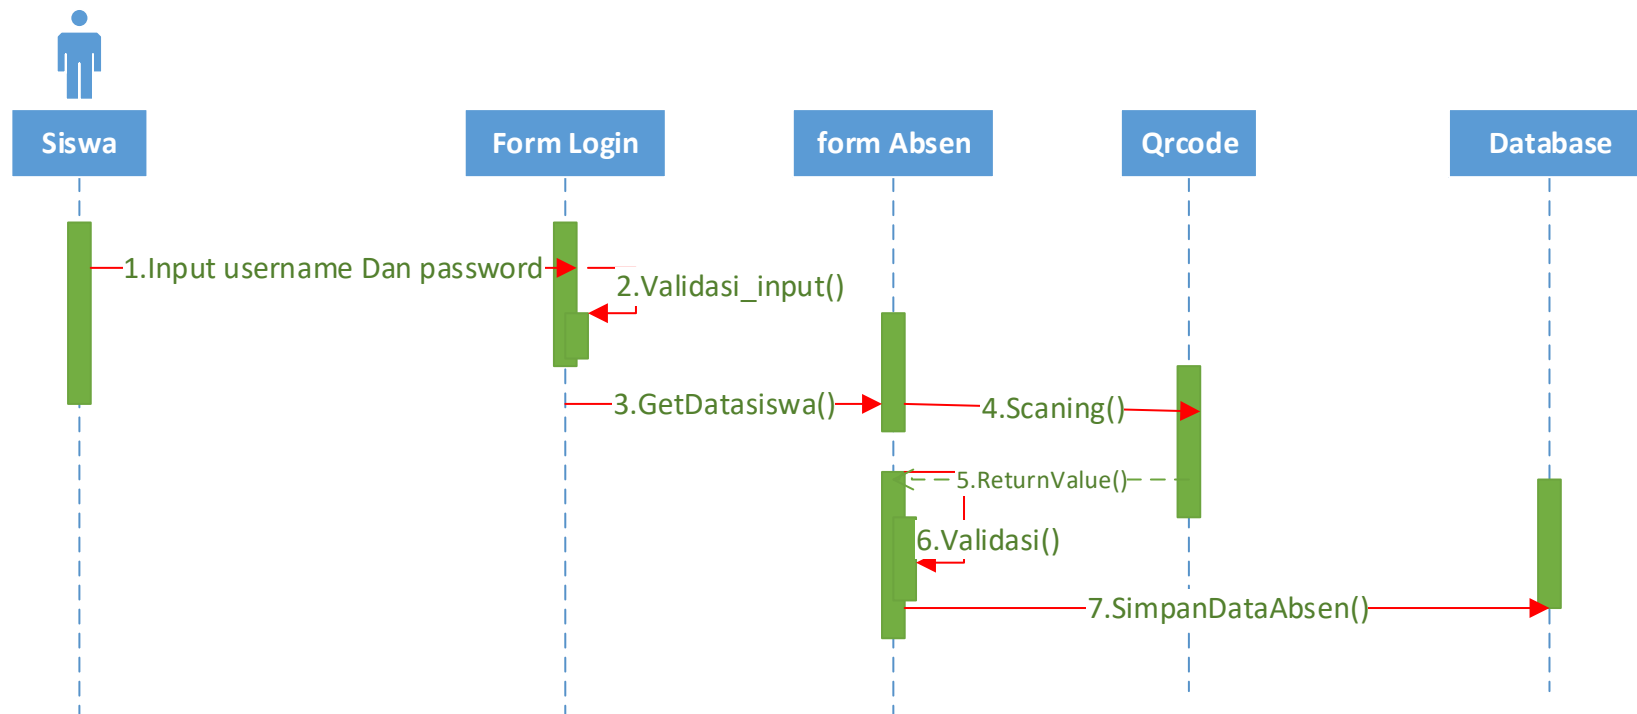 Siswa
Form Login
form Absen
Qrcode
Database
1.Input username Dan password
2.Validasi_input()
3.GetDatasiswa()
4.Scaning()
5.ReturnValue()
6.Validasi()
7.SimpanDataAbsen()